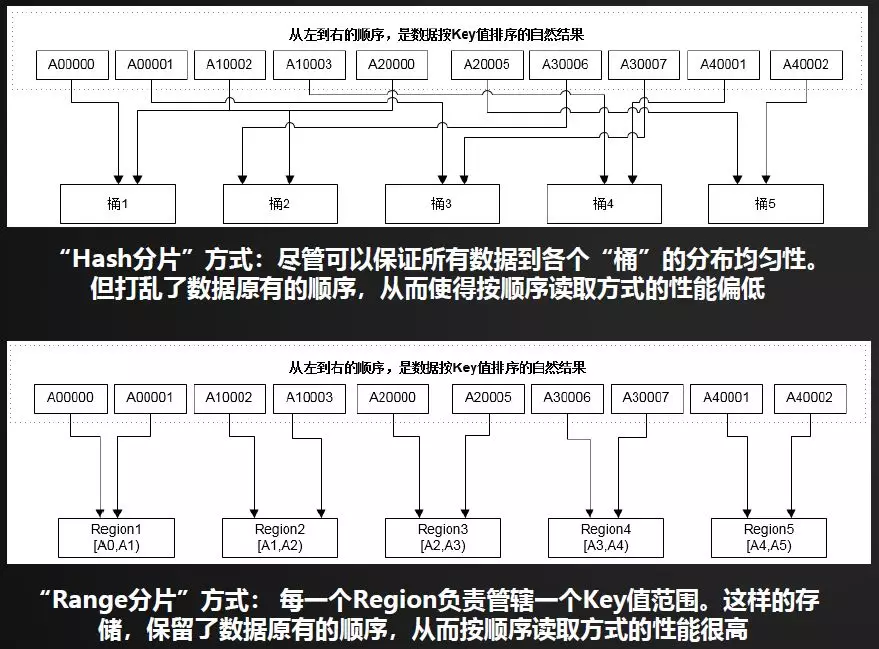 从左到右的顺序，是数据按Key值排序的自然结果
A00000 A00001 A10002 A10003 A20000 A20005 A30006 A30007 A40001 A40002
桶1 桶2 桶3 桶4 桶5
“Hash分片”方式：尽管可以保证所有数据到各个“桶”的分布均匀性。
但打乱了数据原有的顺序，从而使得按顺序读取方式的性能偏低
从左到右的顺序，是数据按Key值排序的自然结果
A00000 A00001 A10002 A10003 A20000 A20005 A30006 A30007 A40001 A40002
Region1 Region2 Region3 Region4 Region5
[A0,A1) [A1,A2) [A2,A3) [A3,A4) [A4,A5)
“Range分片”方式： 每一个Region负责管辖一个Key值范围。这样的存
储，保留了数据原有的顺序，从而按顺序读取方式的性能很高